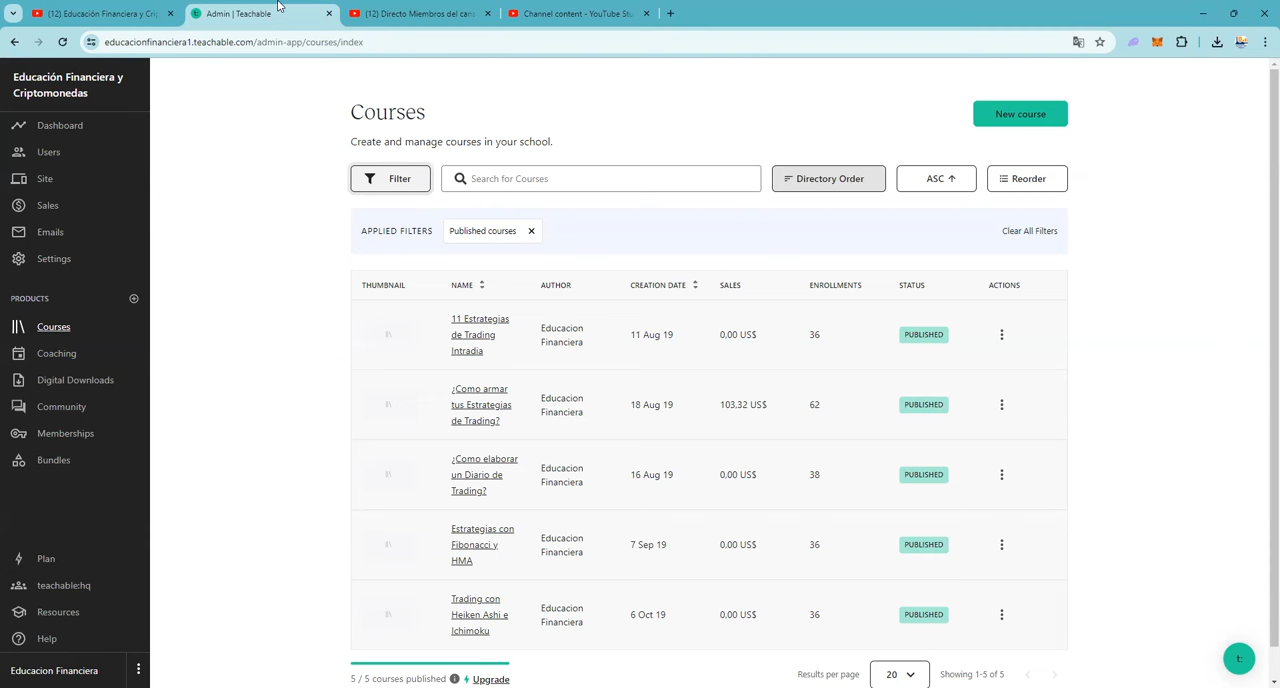 (12) Educación Financiera y Crip
Admin | Teachable
(12) Directo Miembros del cana
Channel content - YouTube Stu
educacionfinanciera1.teachable.com/admin-app/courses/index
Educación Financiera y
Criptomonedas
Dashboard
Users
Site
Sales
Emails
Settings
PRODUCTS
Courses
Coaching
Digital Downloads
Community
Memberships
Bundles
Plan
teachable:hq
Resources
Help
Educacion Financiera
Courses
New course
Create and manage courses in your school.
Filter
Search for Courses
Directory Order
ASC ↑
Reorder
APPLIED FILTERS
Published courses
Clear All Filters
THUMBNAIL NAME AUTHOR CREATION DATE SALES ENROLLMENTS STATUS ACTIONS
11 Estrategias
de Trading
Intradia
Educacion
Financiera
11 Aug 19
0,00 US$
36
PUBLISHED
¿Como armar
tus Estrategias
de Trading?
Educacion
Financiera
18 Aug 19
103,32 US$
62
PUBLISHED
¿Como elaborar
un Diario de
Trading?
Educacion
Financiera
16 Aug 19
0,00 US$
38
PUBLISHED
Estrategias con
Fibonacci y
HMA
Educacion
Financiera
7 Sep 19
0,00 US$
36
PUBLISHED
Trading con
Heiken Ashi e
Ichimoku
Educacion
Financiera
6 Oct 19
0,00 US$
36
PUBLISHED
5 / 5 courses published
Upgrade
Results per page
20
Showing 1-5 of 5
t: